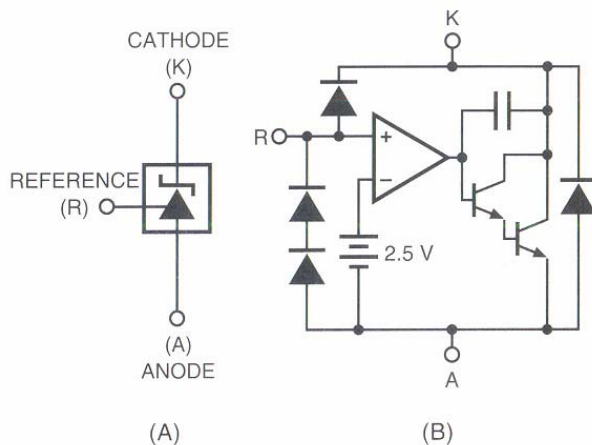 CATHODE
(K)
REFERENCE
(R)
(A)
ANODE
(A)
K
R
+
−
2.5 V
A
(B)